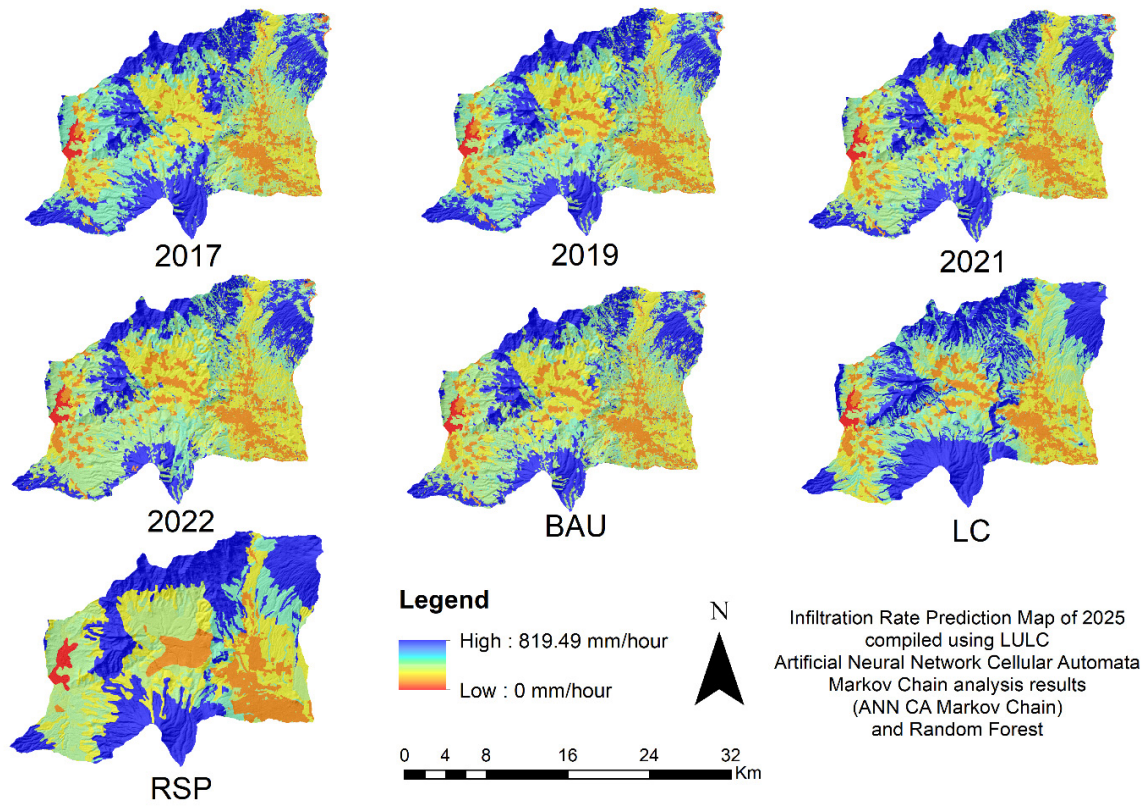 2017
2019
2021
2022
BAU
LC
RSP
Legend
High : 819.49 mm/hour
Low : 0 mm/hour
N
0 4 8 16 24 32
Km
Infiltration Rate Prediction Map of 2025
compiled using LULC
Artificial Neural Network Cellular Automata
Markov Chain analysis results
(ANN CA Markov Chain)
and Random Forest